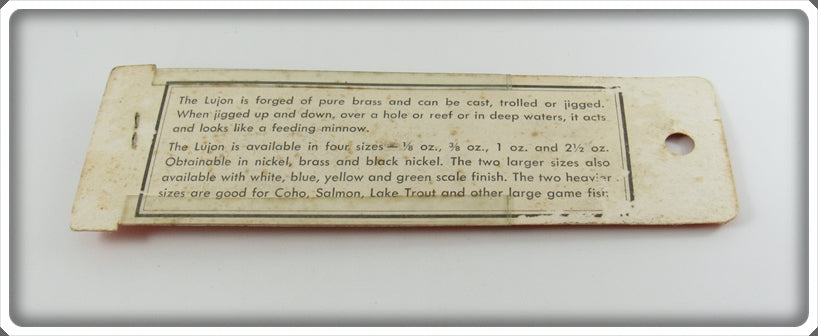 The Lujon is forged of pure brass and can be cast, trolled or jigged.
When jigged up and down, over a hole or reef or in deep waters, it acts
and looks like a feeding minnow.
The Lujon is available in four sizes — ⅛ oz., ⅜ oz., 1 oz. and 2½ oz.
Obtainable in nickel, brass and black nickel. The two larger sizes also
available with white, blue, yellow and green scale finish. The two heavier
sizes are good for Coho, Salmon, Lake Trout and other large game fish